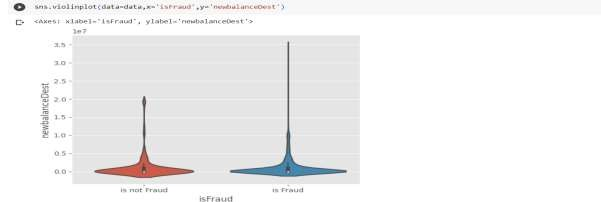 sns.violinplot(data=data,x='isFraud',y='newbalanceDest')
<Axes: xlabel='isFraud', ylabel='newbalanceDest'>
1e7
3.5
3.0
2.5
2.0
1.5
1.0
0.5
0.0
newbalanceDest
is not Fraud
is Fraud
isFraud